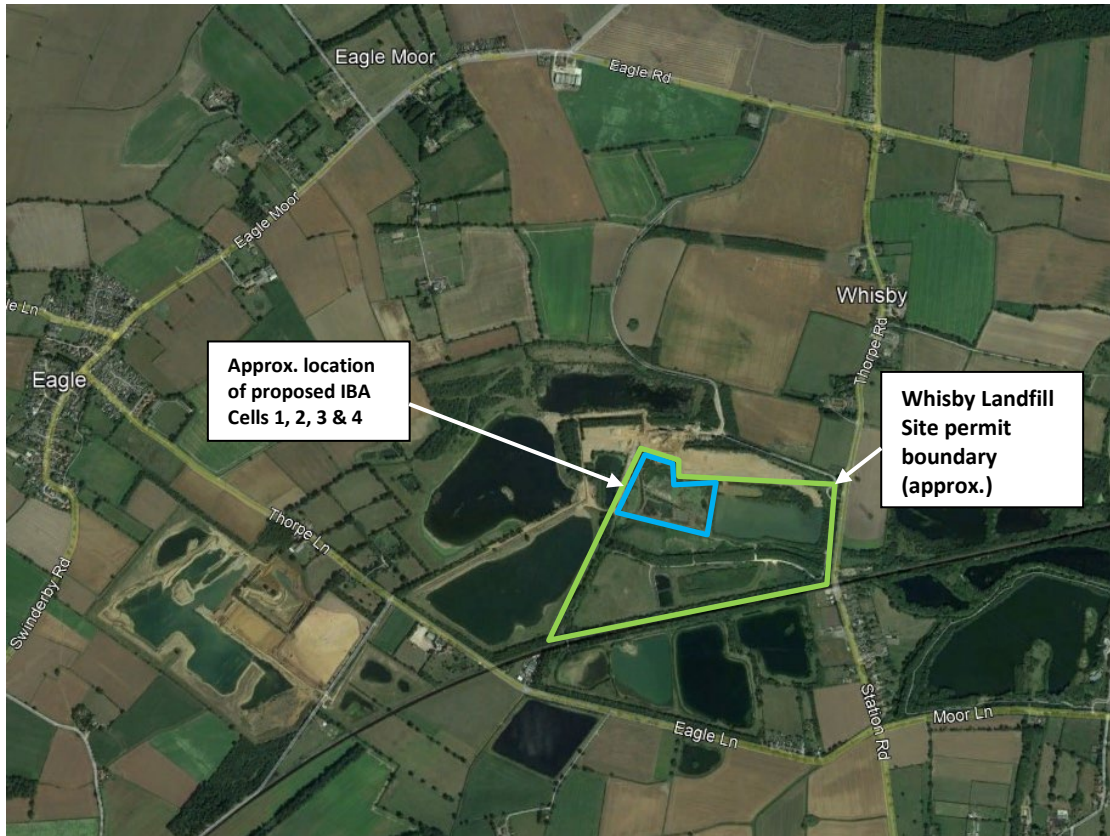 Eagle Moor
Eagle Rd
Eagle Moor
Whisby
le Ln
Thorpe Rd
Approx. location
of proposed IBA
Cells 1, 2, 3 & 4
Eagle
Whisby Landfill
Site permit
boundary
(approx.)
Thorpe Ln
Swinderby Rd
Station Rd
Moor Ln
Eagle Ln